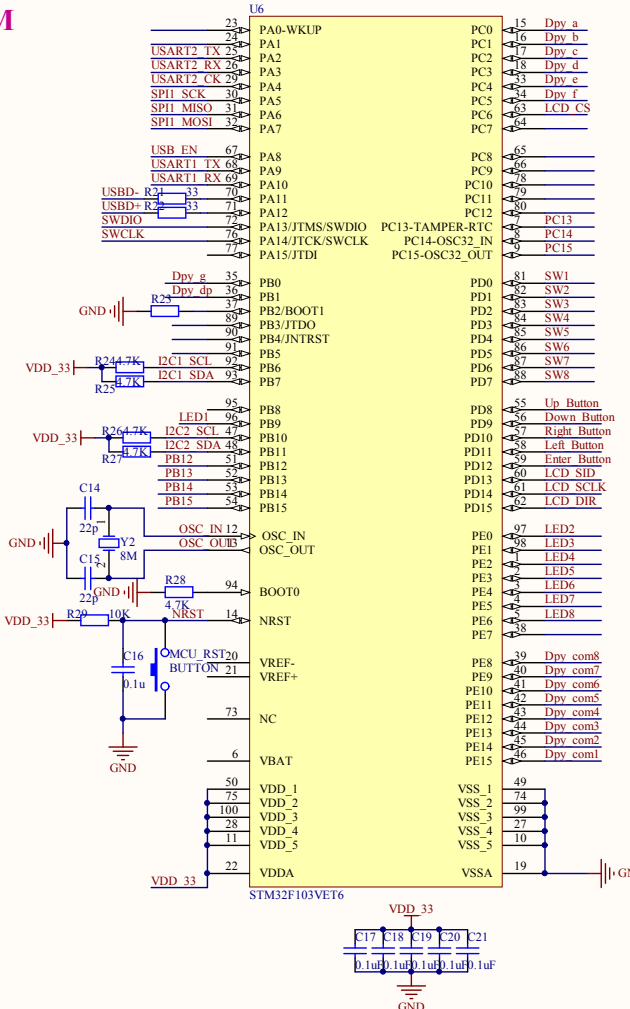 M
U6
23 PA0-WKUP PC0 15 Dpy_a
24 PA1 PC1 16 Dpy_b
USART2_TX 25 PA2 PC2 17 Dpy_c
USART2_RX 26 PA3 PC3 18 Dpy_d
USART2_CK 29 PA4 PC4 33 Dpy_e
SPI1_SCK 30 PA5 PC5 34 Dpy_f
SPI1_MISO 31 PA6 PC6 63 LCD_CS
SPI1_MOSI 32 PA7 PC7 64
USB_EN 67 PA8 PC8 65
USART1_TX 68 PA9 PC9 66
USART1_RX 69 PA10 PC10 78
USBD- R21 33 70 PA11 PC11 79
USBD+ R22 33 71 PA12 PC12 80
SWDIO 72 PA13/JTMS/SWDIO PC13-TAMPER-RTC 7 PC13
SWCLK 76 PA14/JTCK/SWCLK PC14-OSC32_IN 8 PC14
77 PA15/JTDI PC15-OSC32_OUT 9 PC15
Dpy_g 35 PB0 PD0 81 SW1
Dpy_dp 36 PB1 PD1 82 SW2
GND R23 37 PB2/BOOT1 PD2 83 SW3
89 PB3/JTDO PD3 84 SW4
90 PB4/JNTRST PD4 85 SW5
91 PB5 PD5 86 SW6
VDD_33 R24 4.7K I2C1_SCL 92 PB6 PD6 87 SW7
R25 4.7K I2C1_SDA 93 PB7 PD7 88 SW8
95 PB8 PD8 55 Up_Button
LED1 96 PB9 PD9 56 Down_Button
VDD_33 R26 4.7K I2C2_SCL 47 PB10 PD10 57 Right_Button
R27 4.7K I2C2_SDA 48 PB11 PD11 58 Left_Button
PB12 51 PB12 PD12 59 Enter_Button
PB13 52 PB13 PD13 60 LCD_SID
PB14 53 PB14 PD14 61 LCD_SCLK
PB15 54 PB15 PD15 62 LCD_DIR
C14
22p
OSC_IN 12 OSC_IN PE0 97 LED2
GND 1 Y2 OSC_OUT 13 OSC_OUT PE1 98 LED3
8M PE2 1 LED4
C15 2 PE3 2 LED5
22p GND R28 94 BOOT0 PE4 3 LED6
4.7K PE5 4 LED7
VDD_33 R29 10K NRST 14 NRST PE6 5 LED8
PE7 38
C16 MCU_RST 20 VREF- PE8 39 Dpy_com8
0.1u BUTTON 21 VREF+ PE9 40 Dpy_com7
PE10 41 Dpy_com6
PE11 42 Dpy_com5
73 NC PE12 43 Dpy_com4
PE13 44 Dpy_com3
PE14 45 Dpy_com2
GND 6 VBAT PE15 46 Dpy_com1
50 VDD_1 VSS_1 49
75 VDD_2 VSS_2 74
100 VDD_3 VSS_3 99
28 VDD_4 VSS_4 27
11 VDD_5 VSS_5 10
VDD_33 22 VDDA VSSA 19
STM32F103VET6
VDD_33
C17 C18 C19 C20 C21
0.1uF 0.1uF 0.1uF 0.1uF 0.1uF
GND